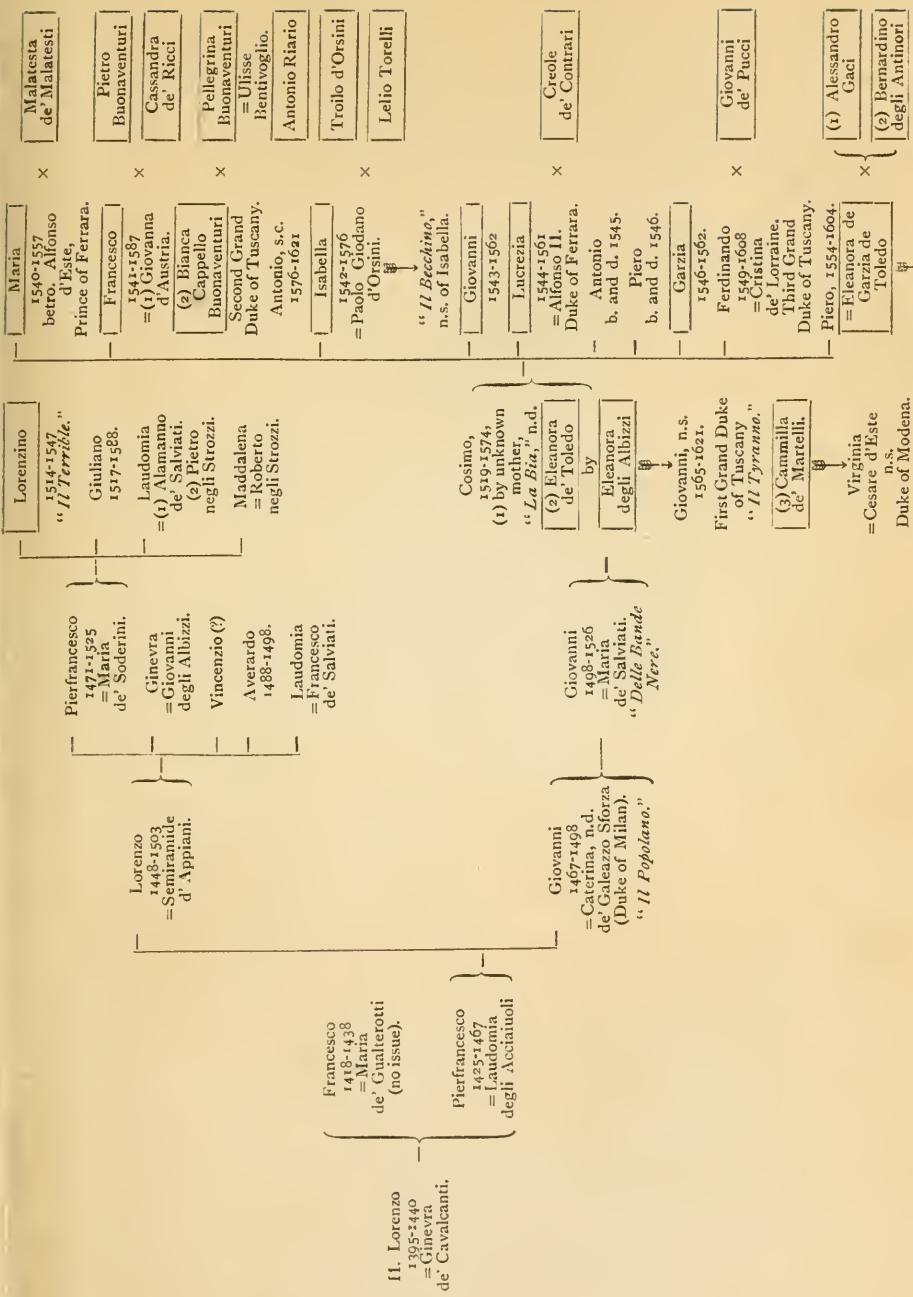 II. Lorenzo
1395-1440
= Ginevra
de' Cavalcanti.
Francesco
1418-1438
= Maria
de' Gualterotti
(no issue).
Pierfrancesco
1425-1467
= Laudomia
degli Acciaiuoli
Lorenzo
1448-1503
= Semiramide
d' Appiani.
Giovanni
1467-1498
= Caterina, n.d.
de' Galeazzo Sforza
(Duke of Milan).
"Il Popolano."
Pierfrancesco
1471-1525
= Maria
de' Soderini.
Ginevra
= Giovanni
degli Albizzi.
Vincenzio (?)
Averardo
1488-1498.
Laudomia
= Francesco
de' Salviati.
Giovanni
1498-1526
= Maria
de' Salviati.
"Delle Bande
Nere."
Lorenzino
1514-1547
"Il Terrible."
Giuliano
1517-1588.
Laudomia
= (1) Alamanno
de' Salviati.
(2) Pietro
negli Strozzi.
Maddalena
= Roberto
negli Strozzi.
Cosimo,
1519-1574,
(1) by unknown
mother,
"La Bia," n.d.
(2) Eleanora
de' Toledo
by
Eleanora
degli Albizzi
Giovanni, n.s.
1565-1621.
First Grand Duke
of Tuscany
"Il Tyranno."
(3) Cammilla
de' Martelli.
Virginia
= Cesare d'Este
n.s.
Duke of Modena.
Maria
1540-1557
betro. Alfonso
d'Este,
Prince of Ferrara.
Francesco
1541-1587
= (1) Giovanna
d'Austria.
(2) Bianca
Cappello
Buonaventuri
Second Grand
Duke of Tuscany.
Antonio, s.c.
1576-1621
Isabella
1542-1576
= Paolo Giodano
d'Orsini.
"Il Becchino,"
n.s. of Isabella.
Giovanni
1543-1562
Lucrezia
1544-1561
= Alfonso II.
Duke of Ferrara.
Antonio
b. and d. 1545.
Piero
b. and d. 1546.
Garzia
1546-1562.
Ferdinando
1549-1608
= Cristina
de' Lorraine.
Third Grand
Duke of Tuscany.
Piero, 1554-1604.
= Eleanora de
Garzia de
Toledo
× Malatesta
de' Malatesti
× Pietro
Buonaventuri
Cassandra
de' Ricci
× Pellegrina
Buonaventuri
= Ulisse
Bentivoglio.
Antonio Riario
× Troilo d'Orsini
Lelio Torelli
× Creole
de' Contrari
× Giovanni
de' Pucci
× (1) Alessandro
Gaci
× (2) Bernardino
degli Antinori